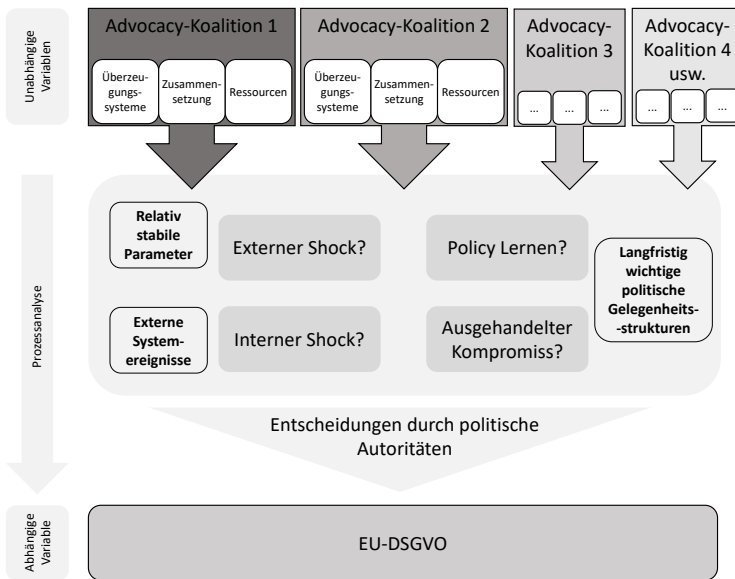 Unabhängige
Variablen
Advocacy-Koalition 1
Überzeu-
gungs-
systeme
Zusammen-
setzung
Ressourcen
Advocacy-Koalition 2
Überzeu-
gungs-
systeme
Zusammen-
setzung
Ressourcen
Advocacy-
Koalition 3
...
...
...
Advocacy-
Koalition 4
usw.
...
...
...
Prozessanalyse
Relativ
stabile
Parameter
Externer Shock?
Policy Lernen?
Langfristig
wichtige
politische
Gelegenheits-
-strukturen
Externe
System-
ereignisse
Interner Shock?
Ausgehandelter
Kompromiss?
Entscheidungen durch politische
Autoritäten
Abhängige
Variable
EU-DSGVO